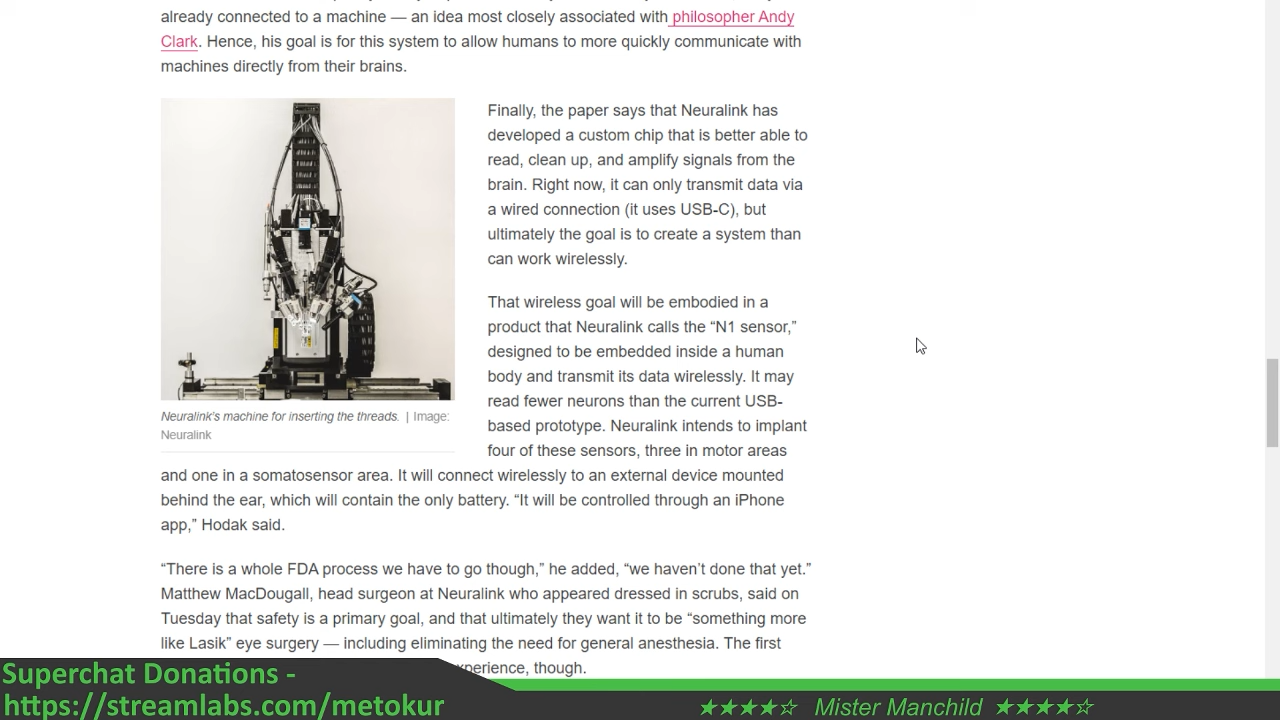 already connected to a machine — an idea most closely associated with philosopher Andy
Clark. Hence, his goal is for this system to allow humans to more quickly communicate with
machines directly from their brains.
Finally, the paper says that Neuralink has
developed a custom chip that is better able to
read, clean up, and amplify signals from the
brain. Right now, it can only transmit data via
a wired connection (it uses USB-C), but
ultimately the goal is to create a system than
can work wirelessly.
That wireless goal will be embodied in a
product that Neuralink calls the “N1 sensor,”
designed to be embedded inside a human
body and transmit its data wirelessly. It may
read fewer neurons than the current USB-
based prototype. Neuralink intends to implant
four of these sensors, three in motor areas
Neuralink’s machine for inserting the threads. | Image:
Neuralink
and one in a somatosensor area. It will connect wirelessly to an external device mounted
behind the ear, which will contain the only battery. “It will be controlled through an iPhone
app,” Hodak said.
“There is a whole FDA process we have to go though,” he added, “we haven’t done that yet.”
Matthew MacDougall, head surgeon at Neuralink who appeared dressed in scrubs, said on
Tuesday that safety is a primary goal, and that ultimately they want it to be “something more
like Lasik” eye surgery — including eliminating the need for general anesthesia. The first
though.
Superchat Donations -
https://streamlabs.com/metokur
★★★★☆ Mister Manchild ★★★★☆